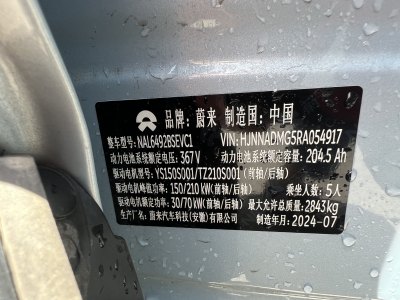 品牌：蔚来 制造国：中国
整车型号：NAL6492BSEVC1 VIN：HJNNADMG5RA054917
动力电池系统额定电压：367V 动力电池系统额定容量：204.5 Ah
驱动电机型号：YS150S001/TZ210S001（前轴/后轴）
驱动电机峰值功率：150/210 kW（前轴/后轴） 乘坐人数：5人
驱动电机额定功率：30/70 kW（前轴/后轴） 最大允许总质量：2843kg
生产厂名：蔚来汽车科技（安徽）有限公司 制造年月：2024-07